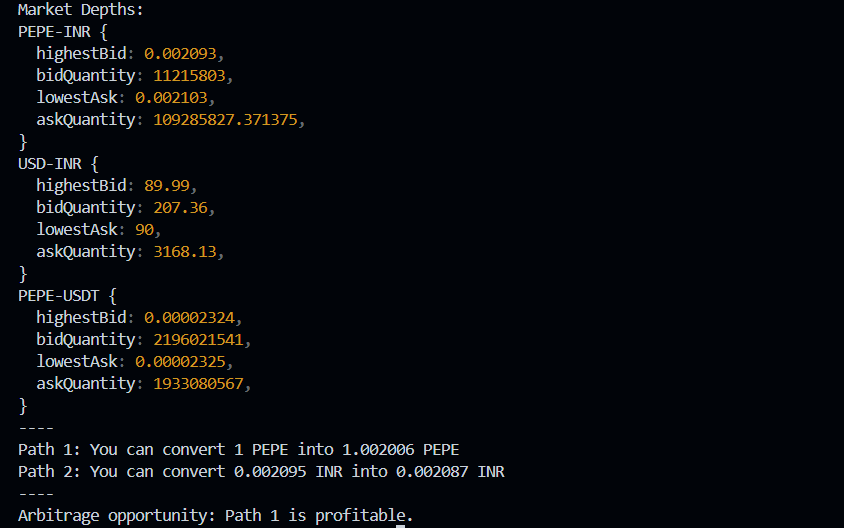 Market Depths:
PEPE-INR {
  highestBid: 0.002093,
  bidQuantity: 11215803,
  lowestAsk: 0.002103,
  askQuantity: 109285827.371375,
}
USD-INR {
  highestBid: 89.99,
  bidQuantity: 207.36,
  lowestAsk: 90,
  askQuantity: 3168.13,
}
PEPE-USDT {
  highestBid: 0.00002324,
  bidQuantity: 2196021541,
  lowestAsk: 0.00002325,
  askQuantity: 1933080567,
}
----
Path 1: You can convert 1 PEPE into 1.002006 PEPE
Path 2: You can convert 0.002095 INR into 0.002087 INR
----
Arbitrage opportunity: Path 1 is profitable.